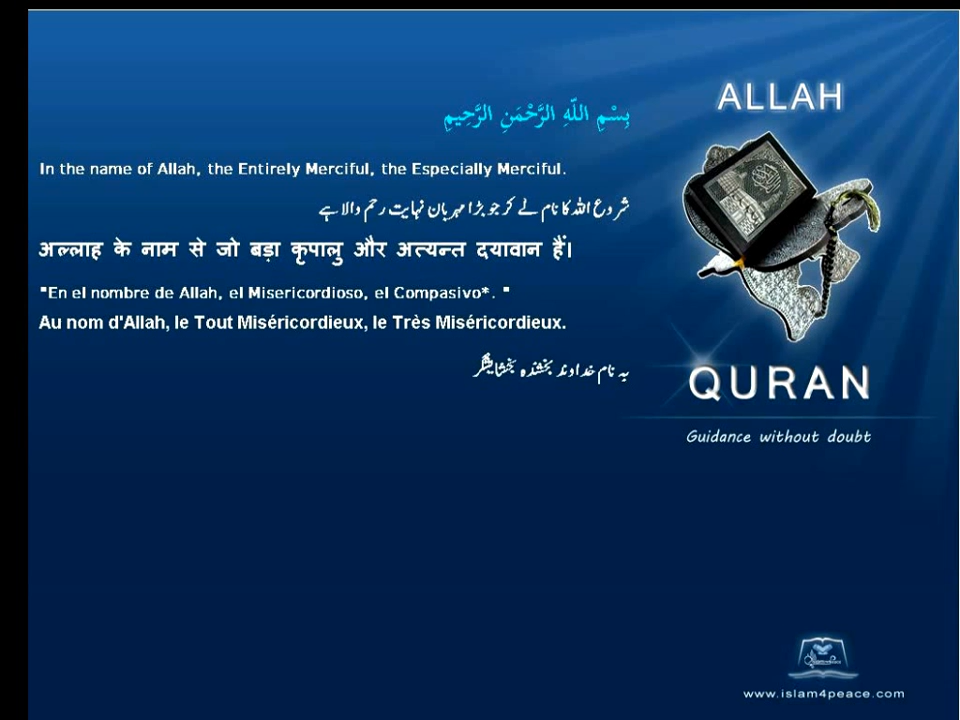 بِسْمِ اللَّهِ الرَّحْمَنِ الرَّحِيمِ
In the name of Allah, the Entirely Merciful, the Especially Merciful.
شروع الله کا نام لے کر جو بڑا مہربان نہایت رحم والا ہے
अल्लाह के नाम से जो बड़ा कृपालु और अत्यन्त दयावान हैं।
"En el nombre de Allah, el Misericordioso, el Compasivo*. "
Au nom d'Allah, le Tout Miséricordieux, le Très Miséricordieux.
به نام خداوند بخشنده بخشایشگر
ALLAH
QURAN
Guidance without doubt
www.islam4peace.com